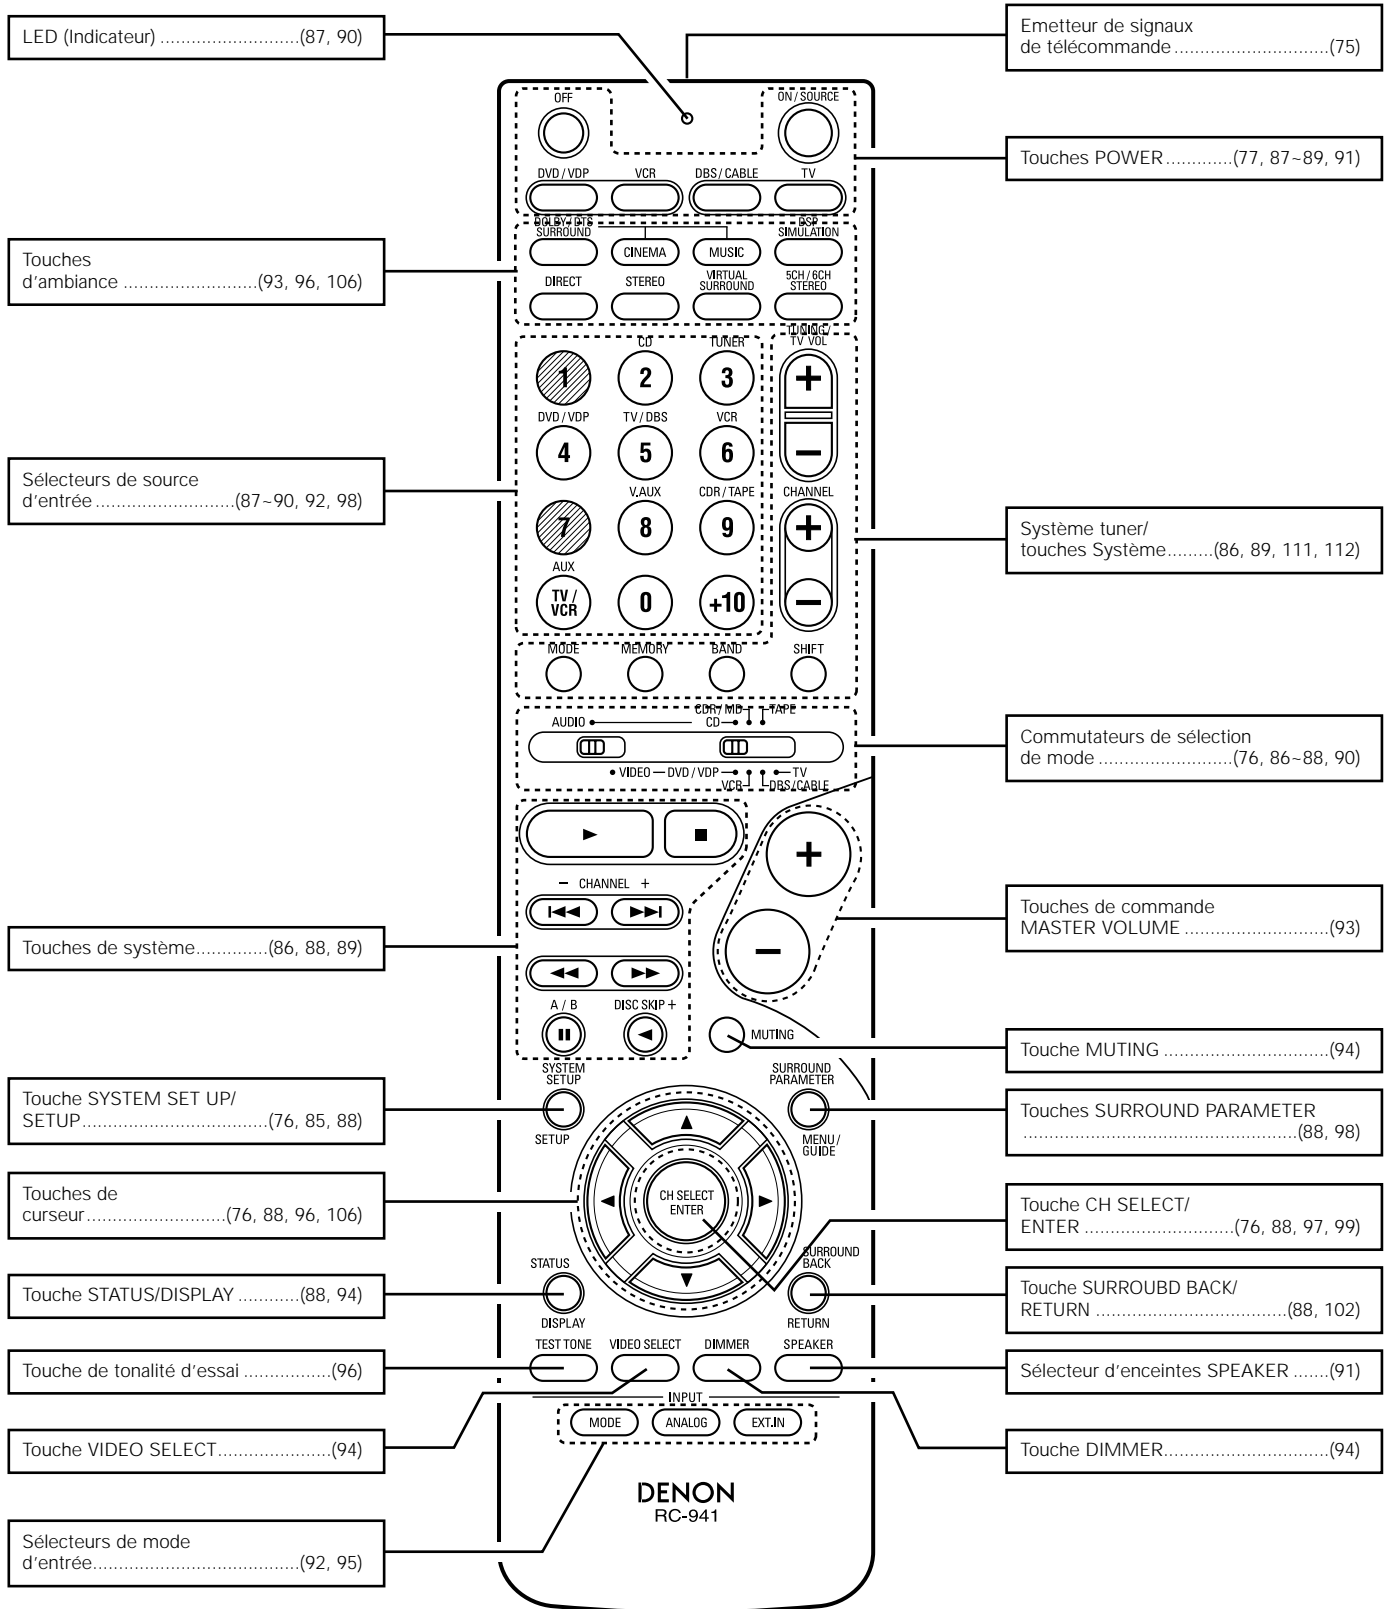 LED (Indicateur) ..........................(87, 90)
Emetteur de signaux
de télécommande .............................(75)
OFF
ON / SOURCE
Touches POWER.............(77, 87~89, 91)
DVD / VDP
VCR
DBS / CABLE
TV
DOLBY / DTS
SURROUND
CINEMA
MUSIC
DSP
SIMULATION
Touches
d'ambiance .........................(93, 96, 106)
DIRECT
STEREO
VIRTUAL
SURROUND
5CH / 6CH
STEREO
TUNING /
TV VOL
CD
TUNER
1
2
3
+
DVD / VDP
TV / DBS
VCR
4
5
6
−
Sélecteurs de source
d'entrée..........................(87~90, 92, 98)
V.AUX
CDR / TAPE
CHANNEL
7
8
9
+
Système tuner/
touches Système.........(86, 89, 111, 112)
AUX
TV /
VCR
0
+10
−
MODE
MEMORY
BAND
SHIFT
AUDIO
CDR / MD
TAPE
CD
VIDEO
DVD / VDP
TV
VCR
DBS / CABLE
Commutateurs de sélection
de mode .........................(76, 86~88, 90)
+
− CHANNEL +
Touches de commande
MASTER VOLUME ...........................(93)
−
Touches de système..............(86, 88, 89)
A / B
DISC SKIP +
MUTING
Touche MUTING ...............................(94)
SYSTEM
SETUP
SURROUND
PARAMETER
Touche SYSTEM SET UP/
SETUP...................................(76, 85, 88)
Touches SURROUND PARAMETER
....................................................(88, 98)
SETUP
MENU /
GUIDE
Touches de
curseur..........................(76, 88, 96, 106)
CH SELECT
ENTER
Touche CH SELECT/
ENTER ............................(76, 88, 97, 99)
STATUS
SURROUND
BACK
Touche STATUS/DISPLAY ...........(88, 94)
Touche SURROUBD BACK/
RETURN ....................................(88, 102)
DISPLAY
RETURN
TEST TONE
VIDEO SELECT
DIMMER
SPEAKER
Touche de tonalité d'essai ................(96)
Sélecteur d'enceintes SPEAKER .......(91)
INPUT
MODE
ANALOG
EXT.IN
Touche VIDEO SELECT.....................(94)
Touche DIMMER...............................(94)
DENON
RC-941
Sélecteurs de mode
d'entrée.......................................(92, 95)